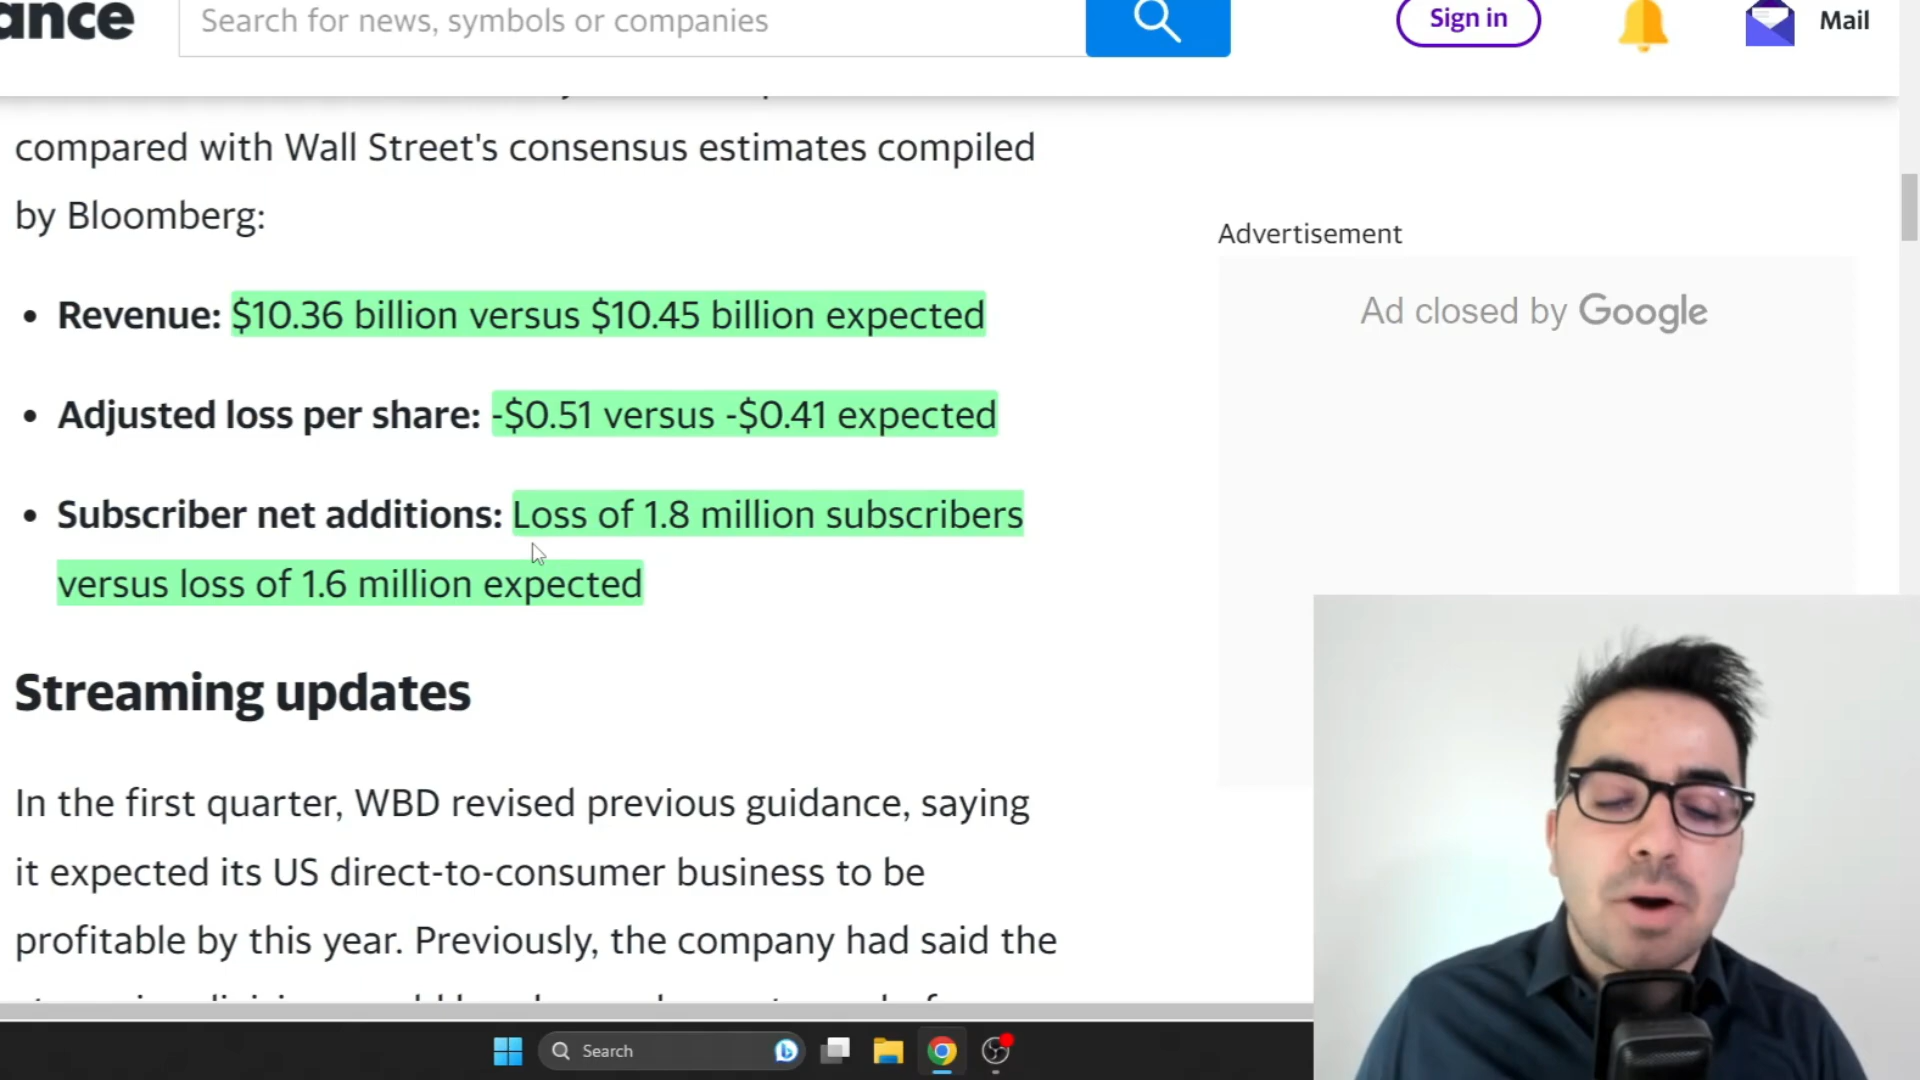 ance
Search for news, symbols or companies
Sign in
Mail
compared with Wall Street's consensus estimates compiled
by Bloomberg:
Advertisement
Ad closed by Google
• Revenue: $10.36 billion versus $10.45 billion expected
• Adjusted loss per share: -$0.51 versus -$0.41 expected
• Subscriber net additions: Loss of 1.8 million subscribers
versus loss of 1.6 million expected
Streaming updates
In the first quarter, WBD revised previous guidance, saying
it expected its US direct-to-consumer business to be
profitable by this year. Previously, the company had said the
Search